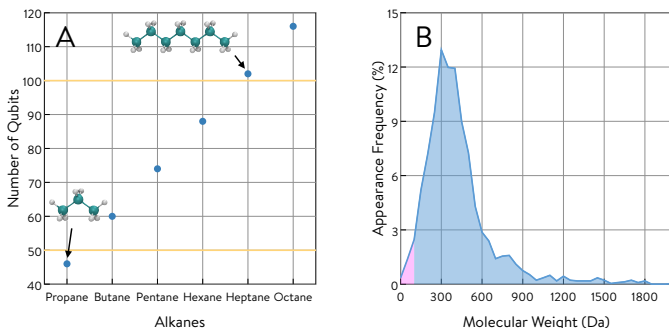 A
Number of Qubits
120
110
100
90
80
70
60
50
40
Propane Butane Pentane Hexane Heptane Octane
Alkanes
B
Appearance Frequency (%)
15
12
9
6
3
0
0 300 600 900 1200 1500 1800
Molecular Weight (Da)